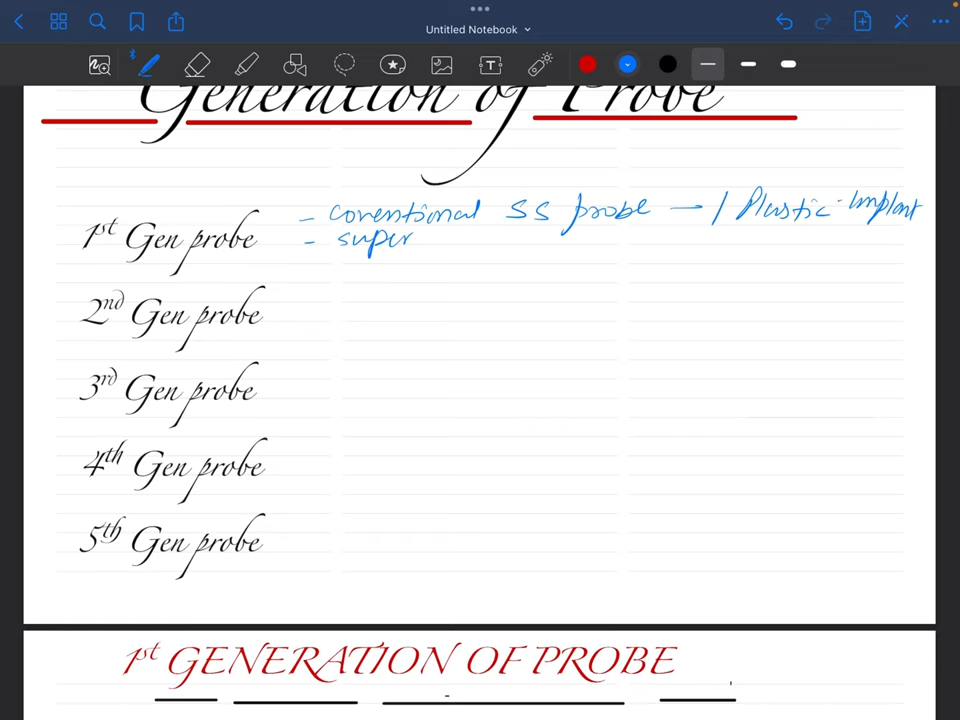 Untitled Notebook
Generation of Probe
- coventional SS probe → / Plastic - Implant
1st Gen probe
- super
2nd Gen probe
3rd Gen probe
4th Gen probe
5th Gen probe
1st GENERATION OF PROBE